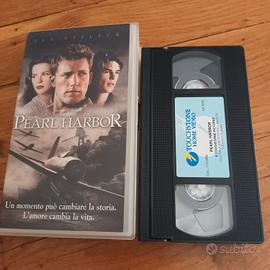 BEN AFFLECK
PEARL HARBOR
Un momento può cambiare la storia.
L'amore cambia la vita.
TOUCHSTONE
HOME VIDEO
PEARL HARBOR
subito